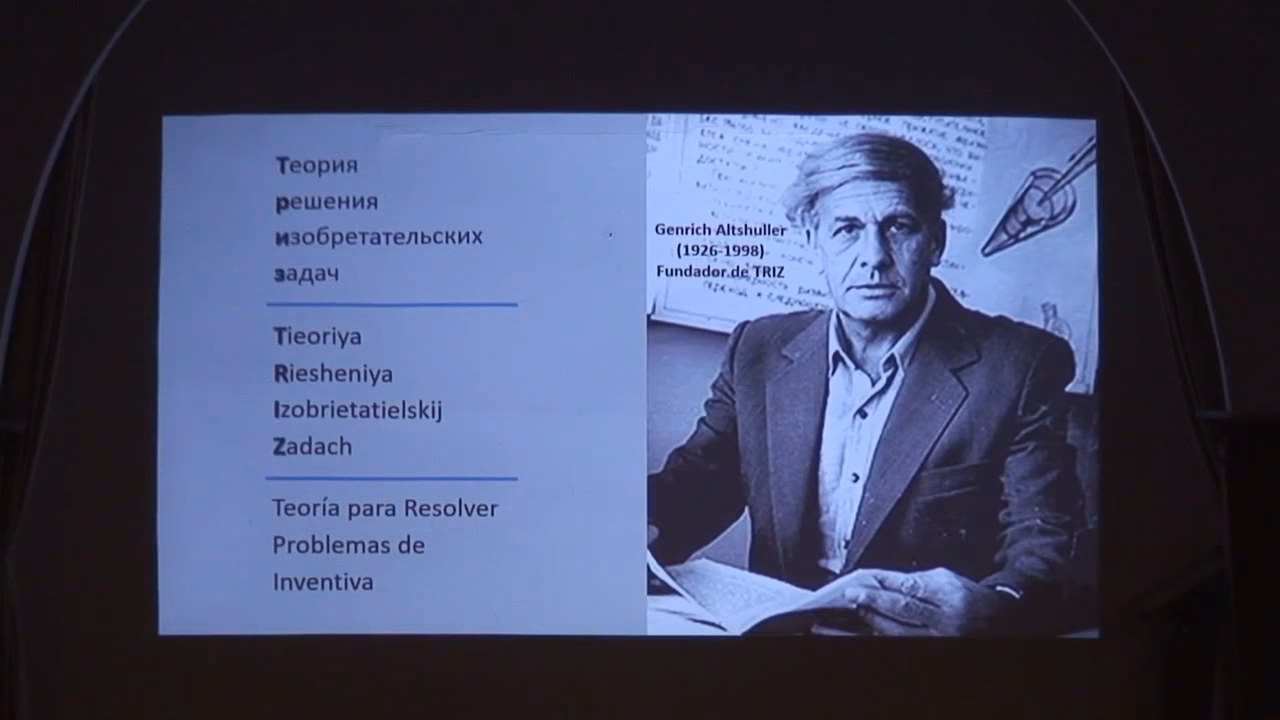 Теория
решения
изобретательских
задач
Tieoriya
Riesheniya
Izobrietatielskij
Zadach
Teoría para Resolver
Problemas de
Inventiva
Genrich Altshuller
(1926-1998)
Fundador de TRIZ